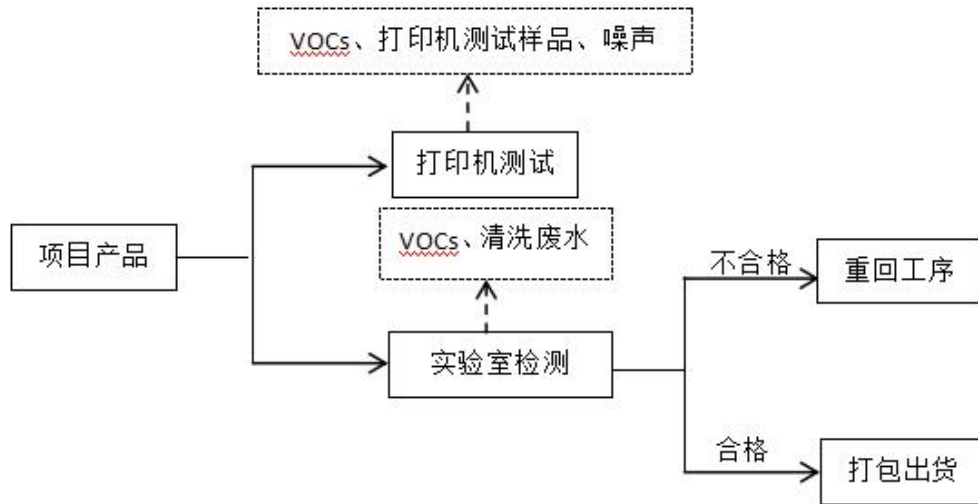 VOCs、打印机测试样品、噪声
打印机测试
VOCs、清洗废水
项目产品
不合格
重回工序
实验室检测
合格
打包出货